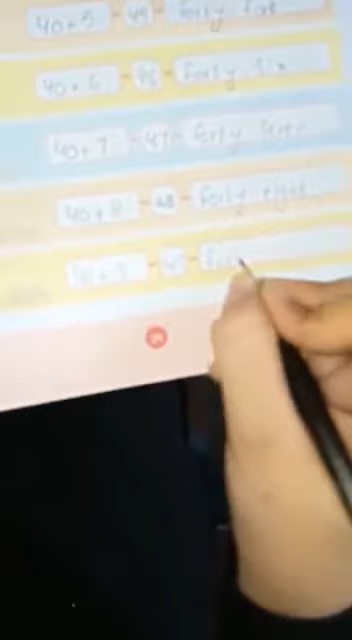 40+5 = 45 = forty five
40+6 = 46 = forty six
40+7 = 47 = forty seven
40+8 = 48 = forty eight